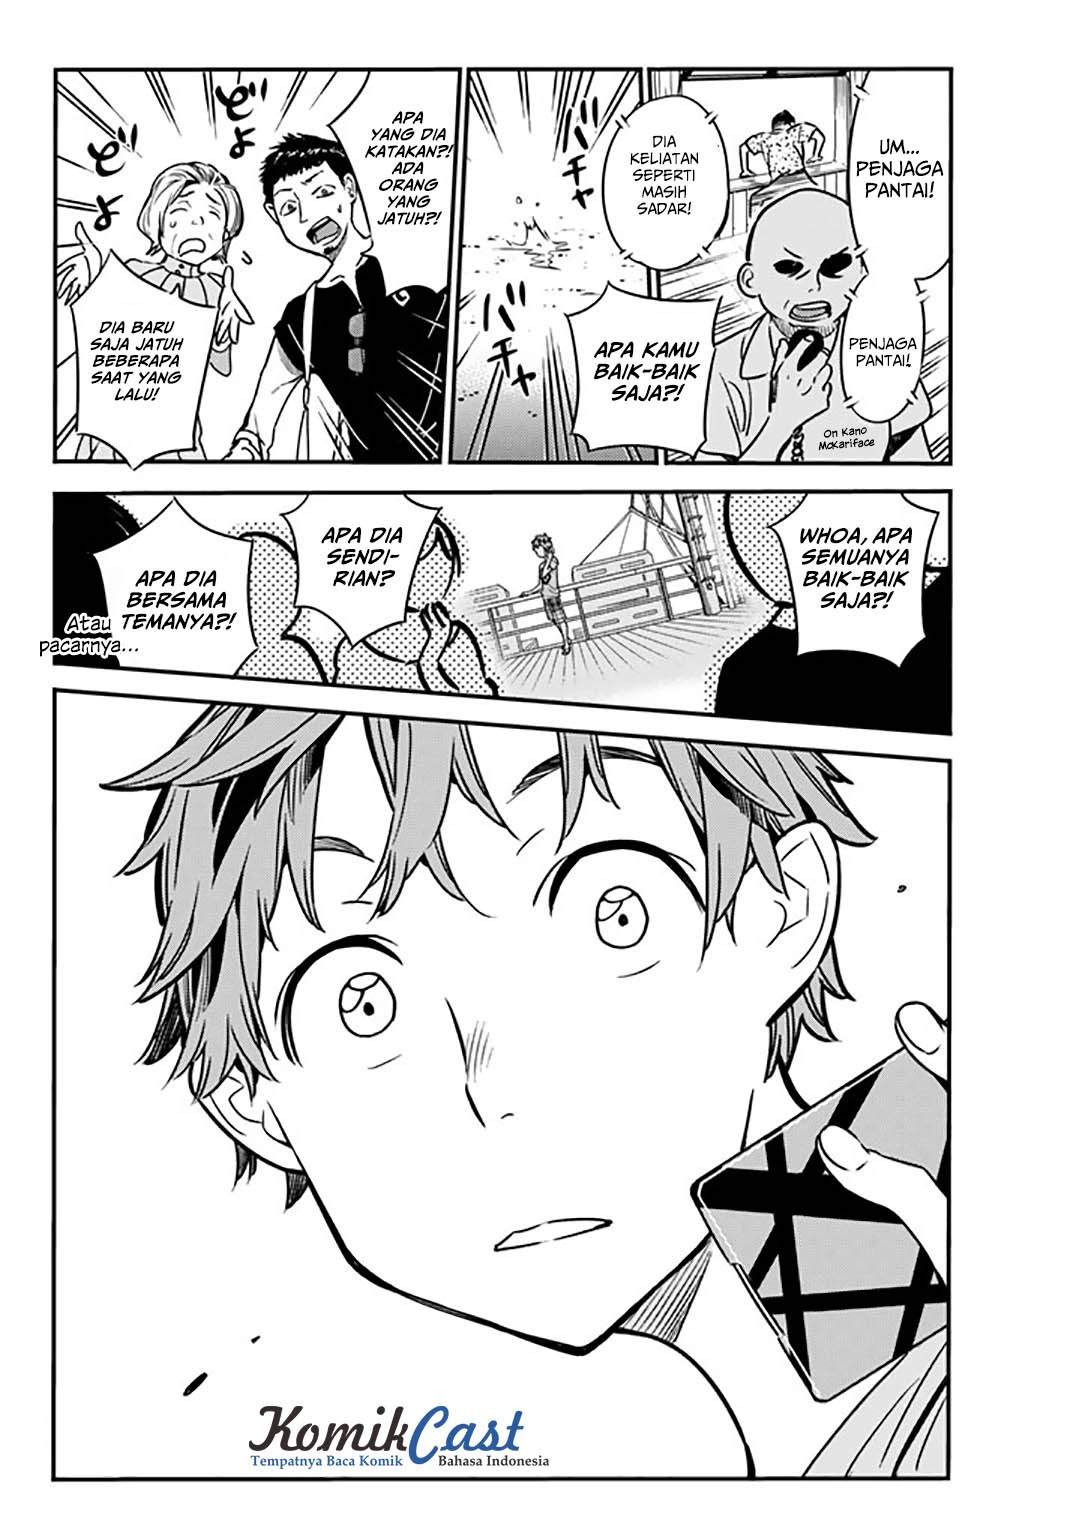 UM...
PENJAGA
PANTAI!
PENJAGA
PANTAI!
On Kano
McKariface
DIA
KELIATAN
SEPERTI
MASIH
SADAR!
APA KAMU
BAIK-BAIK
SAJA?!
チャ
チャ
APA
YANG DIA
KATAKAN?!
ADA
ORANG
YANG
JATUH?!
どよ
どよ
DIA BARU
SAJA JATUH
BEBERAPA
SAAT YANG
LALU!
WHOA, APA
SEMUANYA
BAIK-BAIK
SAJA?!
APA DIA
SENDI-
RIAN?
APA DIA
BERSAMA
TEMANYA?!
Atau
pacarnya...
KomikCast
Tempatnya Baca Komik Bahasa Indonesia